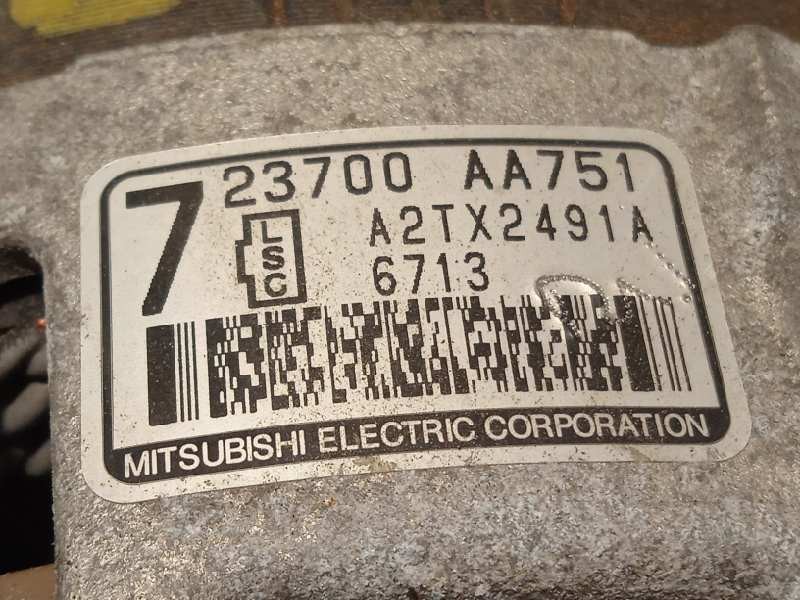 7
23700 AA751
LSC
A2TX2491A
6713
MITSUBISHI ELECTRIC CORPORATION